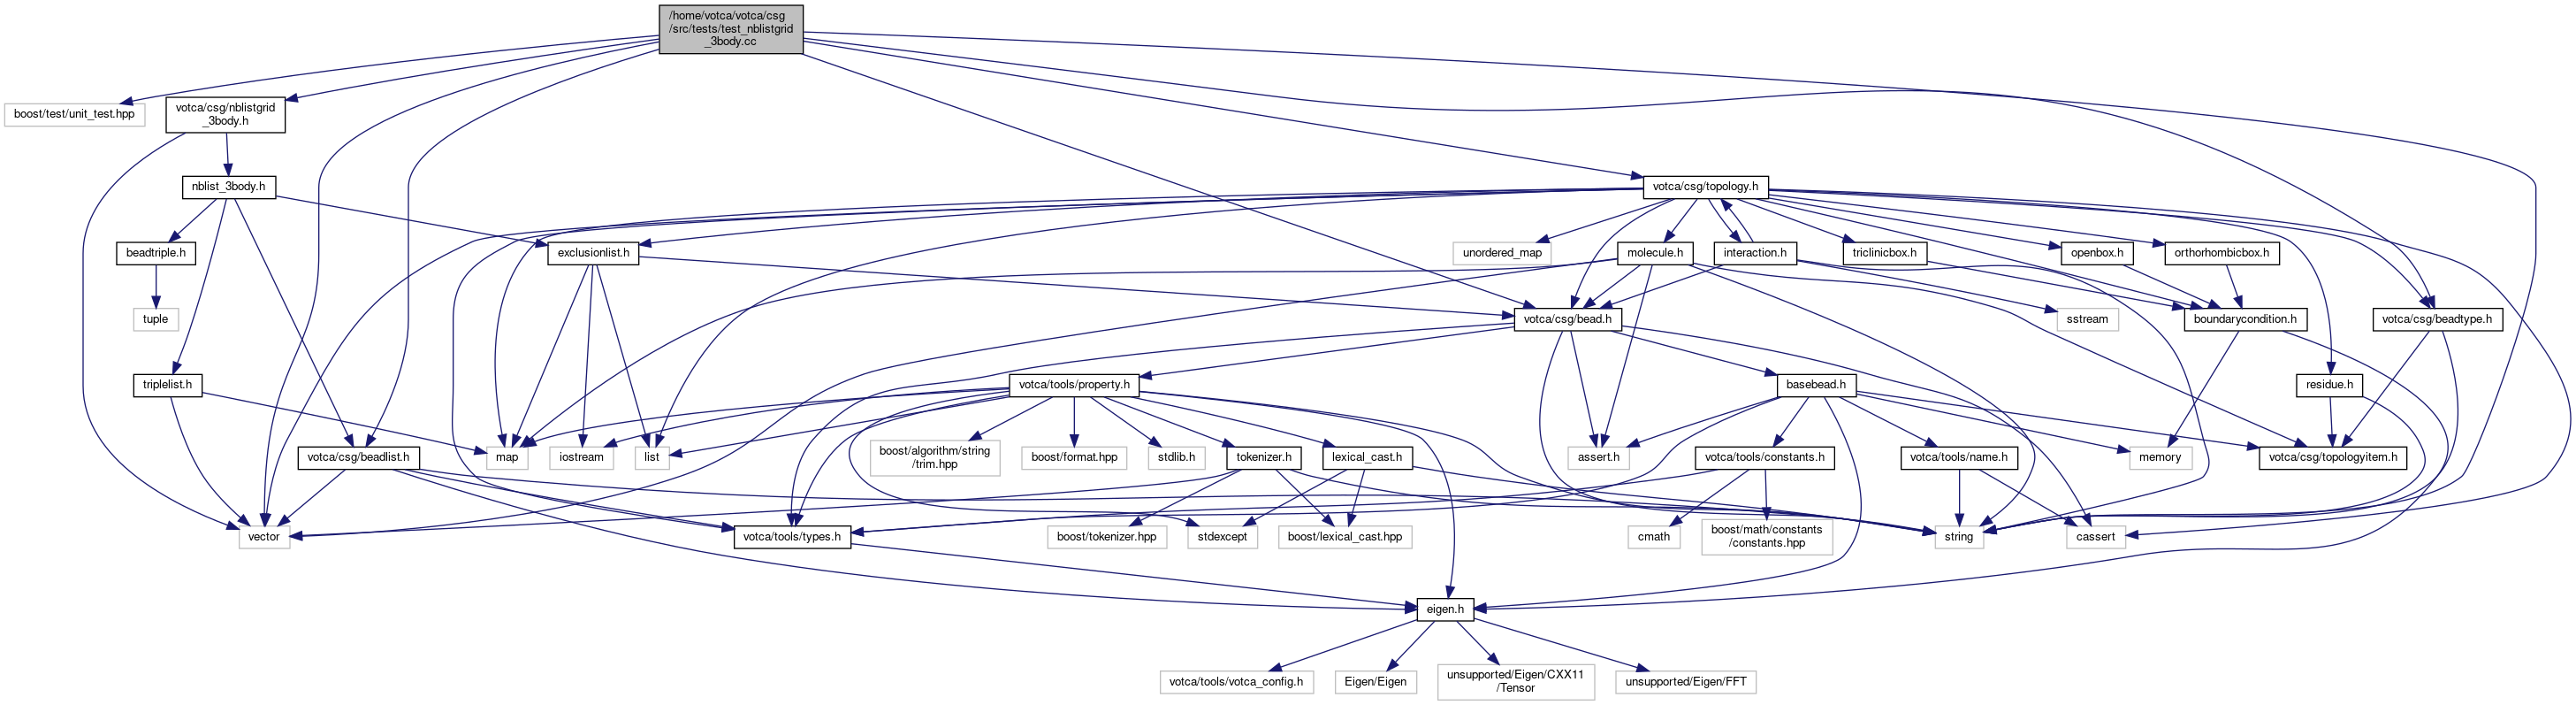 /home/votca/votca/csg
/src/tests/test_nblistgrid
_3body.cc
boost/test/unit_test.hpp
votca/csg/nblistgrid
_3body.h
nblist_3body.h
votca/csg/topology.h
beadtriple.h
exclusionlist.h
unordered_map
molecule.h
interaction.h
triclinicbox.h
openbox.h
orthorhombicbox.h
tuple
votca/csg/bead.h
sstream
boundarycondition.h
votca/csg/beadtype.h
triplelist.h
votca/tools/property.h
basebead.h
residue.h
votca/csg/beadlist.h
map
iostream
list
boost/algorithm/string
/trim.hpp
boost/format.hpp
stdlib.h
tokenizer.h
lexical_cast.h
assert.h
votca/tools/constants.h
votca/tools/name.h
memory
votca/csg/topologyitem.h
vector
votca/tools/types.h
boost/tokenizer.hpp
stdexcept
boost/lexical_cast.hpp
cmath
boost/math/constants
/constants.hpp
string
cassert
eigen.h
votca/tools/votca_config.h
Eigen/Eigen
unsupported/Eigen/CXX11
/Tensor
unsupported/Eigen/FFT